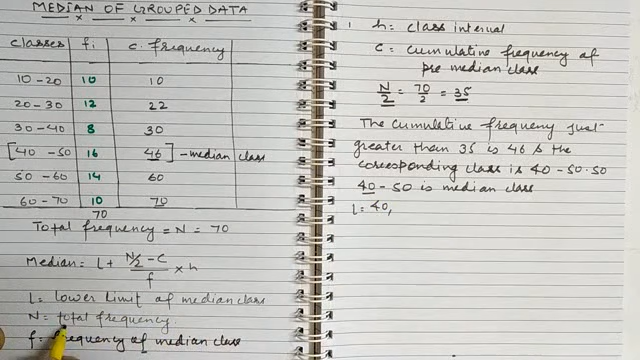 MEDIAN OF GROUPED DATA
classes fi c. frequency
10-20 10 10
20-30 12 22
30-40 8 30
[40-50 16 46] - median class
50-60 14 60
60-70 10 70
70
Total frequency = N = 70
Median = l + N/2 - C / f × h
l = lower limit of median class
N = total frequency
f = frequency of median class
h = class interval
C = cumulative frequency of
pre median class
N/2 = 70/2 = 35
The cumulative frequency just
greater than 35 is 46 & the
corresponding class is 40-50. So
40-50 is median class
l = 40,